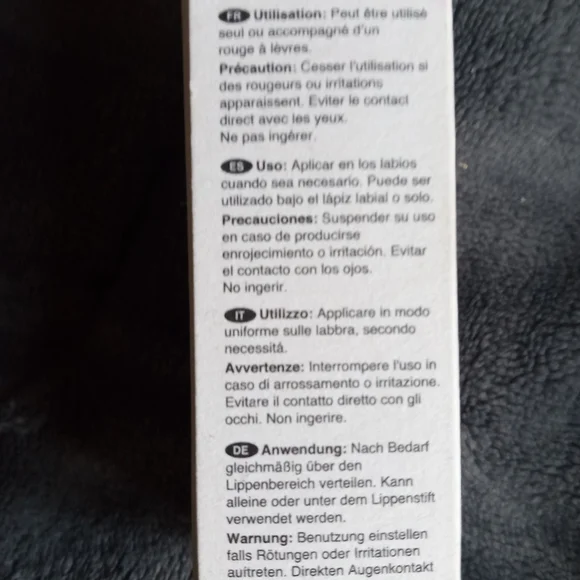 FR Utilisation: Peut être utilisé
seul ou accompagné d'un
rouge à lèvres.
Précaution: Cesser l'utilisation si
des rougeurs ou irritations
apparaissent. Eviter le contact
direct avec les yeux.
Ne pas ingérer.
ES Uso: Aplicar en los labios
cuando sea necesario. Puede ser
utilizado bajo el lápiz labial o solo.
Precauciones: Suspender su uso
en caso de producirse
enrojecimiento o irritación. Evitar
el contacto con los ojos.
No ingerir.
IT Utilizzo: Applicare in modo
uniforme sulle labbra, secondo
necessitá.
Avvertenze: Interrompere l'uso in
caso di arrossamento o irritazione.
Evitare il contatto diretto con gli
occhi. Non ingerire.
DE Anwendung: Nach Bedarf
gleichmäßig über den
Lippenbereich verteilen. Kann
alleine oder unter dem Lippenstift
verwendet werden.
Warnung: Benutzung einstellen
falls Rötungen oder Irritationen
auftreten. Direkten Augenkontakt